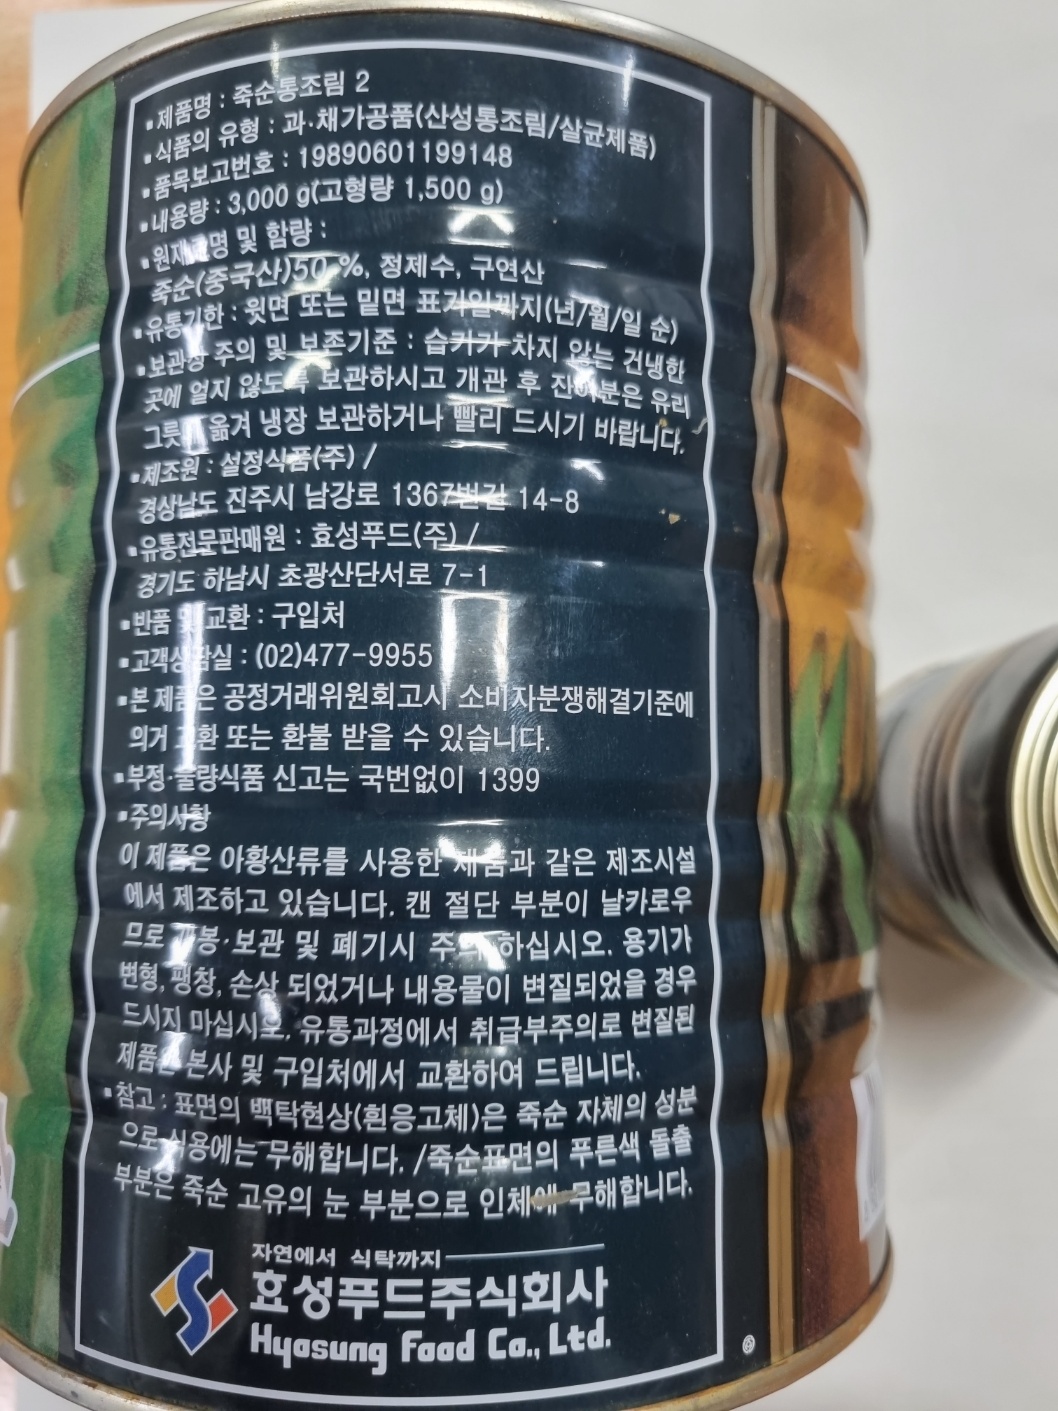 ▪제품명 : 죽순통조림 2
▪식품의 유형 : 과·채가공품(산성통조림/살균제품)
▪품목보고번호 : 19890601199148
▪내용량 : 3,000 g(고형량 1,500 g)
▪원재료명 및 함량 :
죽순(중국산)50 %, 정제수, 구연산
▪유통기한 : 윗면 또는 밑면 표기일까지(년/월/일 순)
▪보관상 주의 및 보존기준 : 습기가 차지 않는 건냉한
곳에 얼지 않도록 보관하시고 개관 후 잔여분은 유리
그릇에 옮겨 냉장 보관하거나 빨리 드시기 바랍니다.
▪제조원 : 설정식품(주) /
경상남도 진주시 남강로 1367번길 14-8
▪유통전문판매원 : 효성푸드(주) /
경기도 하남시 초광산단서로 7-1
▪반품 및 교환 : 구입처
▪고객상담실 : (02)477-9955
▪본 제품은 공정거래위원회고시 소비자분쟁해결기준에
의거 교환 또는 환불 받을 수 있습니다.
▪부정·불량식품 신고는 국번없이 1399
▪주의사항
이 제품은 아황산류를 사용한 제품과 같은 제조시설
에서 제조하고 있습니다. 캔 절단 부분이 날카로우
므로 개봉·보관 및 폐기시 주의 하십시오. 용기가
변형, 팽창, 손상 되었거나 내용물이 변질되었을 경우
드시지 마십시오. 유통과정에서 취급부주의로 변질된
제품은 본사 및 구입처에서 교환하여 드립니다.
▪참고 : 표면의 백탁현상(흰응고체)은 죽순 자체의 성분
으로 식용에는 무해합니다. /죽순표면의 푸른색 돌출
부분은 죽순 고유의 눈 부분으로 인체에 무해합니다.
자연에서 식탁까지
효성푸드주식회사
Hyosung Food Co., Ltd.